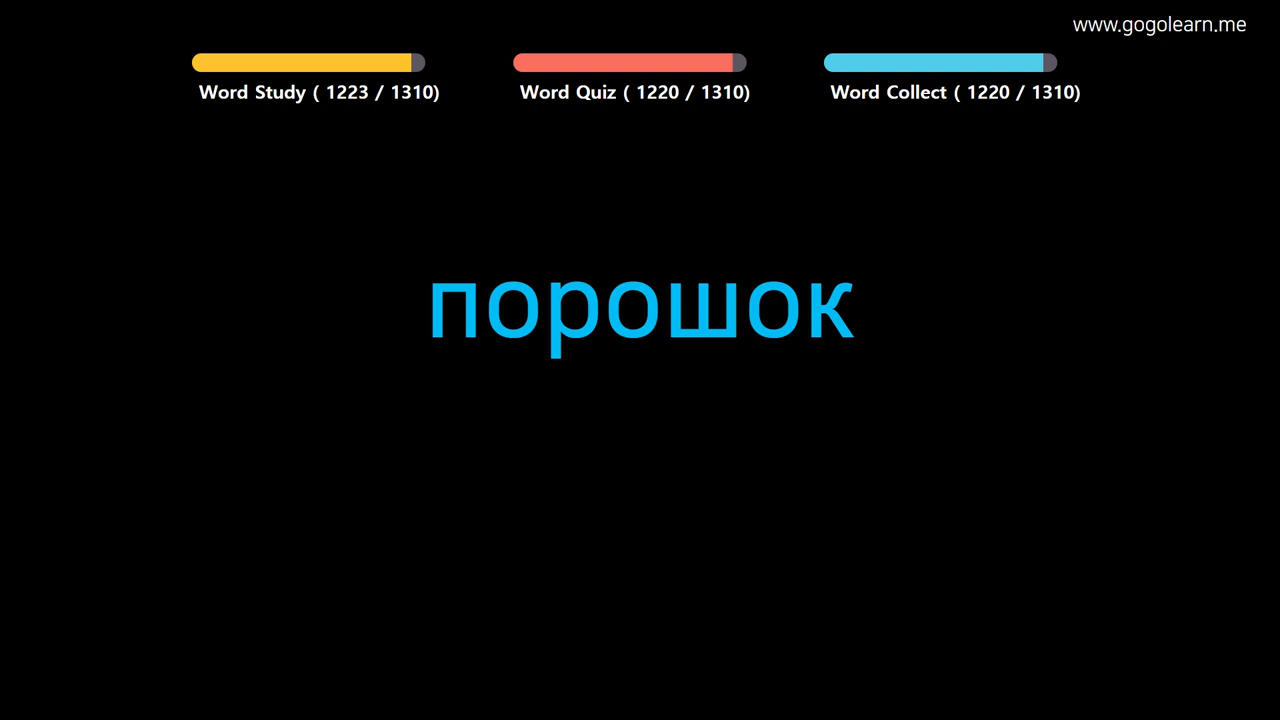 www.gogolearn.me
Word Study ( 1223 / 1310)
Word Quiz ( 1220 / 1310)
Word Collect ( 1220 / 1310)
порошок